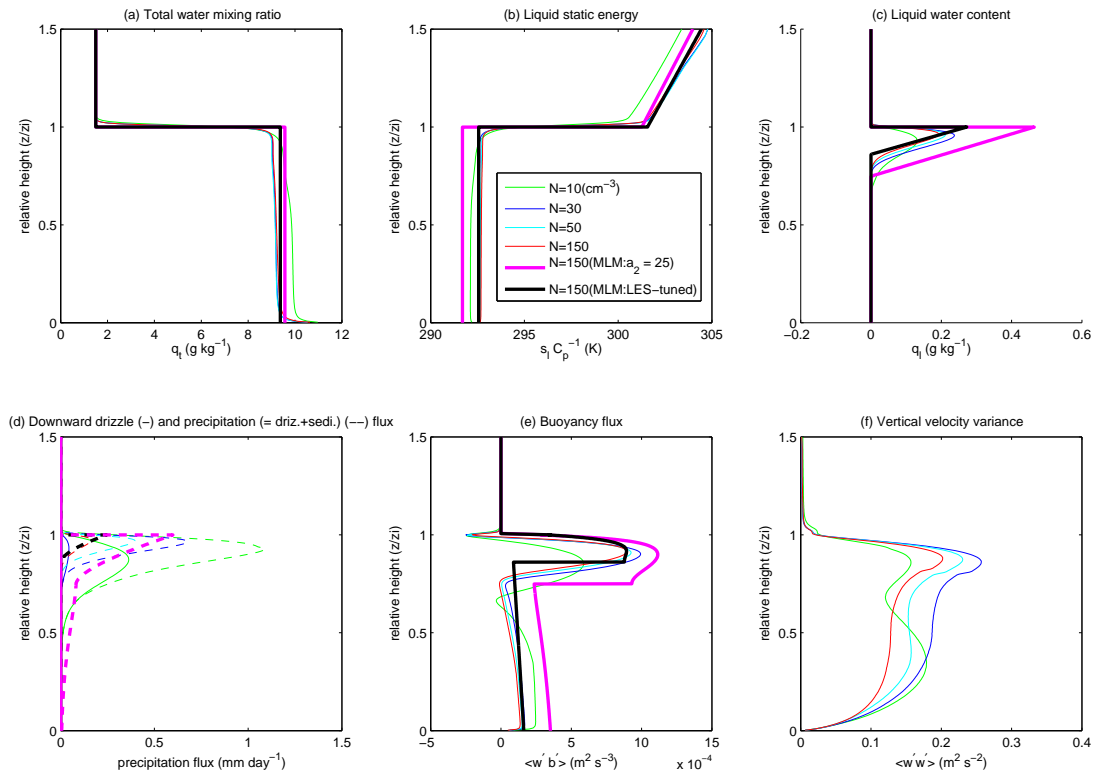 (a) Total water mixing ratio
1.5
1
0.5
0
relative height (z/zi)
0 2 4 6 8 10 12
q_t (g kg⁻¹)
(b) Liquid static energy
1.5
1
0.5
0
relative height (z/zi)
290 295 300 305
s_l C_p⁻¹ (K)
N=10(cm⁻³)
N=30
N=50
N=150
N=150(MLM:a₂ = 25)
N=150(MLM:LES−tuned)
(c) Liquid water content
1.5
1
0.5
0
relative height (z/zi)
−0.2 0 0.2 0.4 0.6
q_l (g kg⁻¹)
(d) Downward drizzle (−) and precipitation (= driz.+sedi.) (−−) flux
1.5
1
0.5
0
relative height (z/zi)
0 0.5 1 1.5
precipitation flux (mm day⁻¹)
(e) Buoyancy flux
1.5
1
0.5
0
relative height (z/zi)
−5 0 5 10 15
<w' b'> (m² s⁻³)
x 10⁻⁴
(f) Vertical velocity variance
1.5
1
0.5
0
relative height (z/zi)
0 0.1 0.2 0.3 0.4
<w' w'> (m² s⁻²)